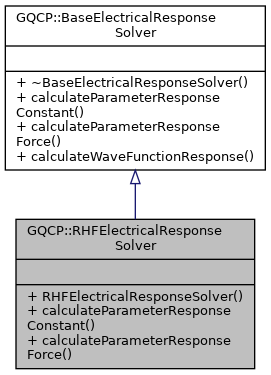 GQCP::BaseElectricalResponse
Solver
+ ~BaseElectricalResponseSolver()
+ calculateParameterResponse
Constant()
+ calculateParameterResponse
Force()
+ calculateWaveFunctionResponse()
GQCP::RHFElectricalResponse
Solver
+ RHFElectricalResponseSolver()
+ calculateParameterResponse
Constant()
+ calculateParameterResponse
Force()